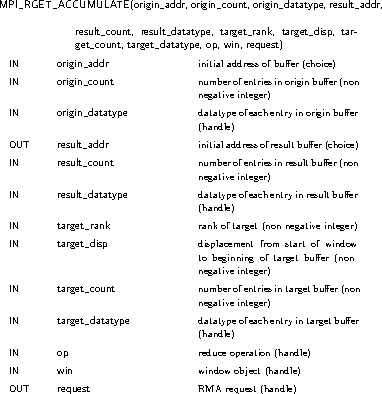 MPI_RGET_ACCUMULATE(origin_addr, origin_count, origin_datatype, result_addr,
result_count, result_datatype, target_rank, target_disp, tar-
get_count, target_datatype, op, win, request)
IN origin_addr initial address of buffer (choice)
IN origin_count number of entries in origin buffer (non
negative integer)
IN origin_datatype datatype of each entry in origin buffer
(handle)
OUT result_addr initial address of result buffer (choice)
IN result_count number of entries in result buffer (non
negative integer)
IN result_datatype datatype of each entry in result buffer
(handle)
IN target_rank rank of target (non negative integer)
IN target_disp displacement from start of window
to beginning of target buffer (non
negative integer)
IN target_count number of entries in target buffer (non
negative integer)
IN target_datatype datatype of each entry in target buffer
(handle)
IN op reduce operation (handle)
IN win window object (handle)
OUT request RMA request (handle)